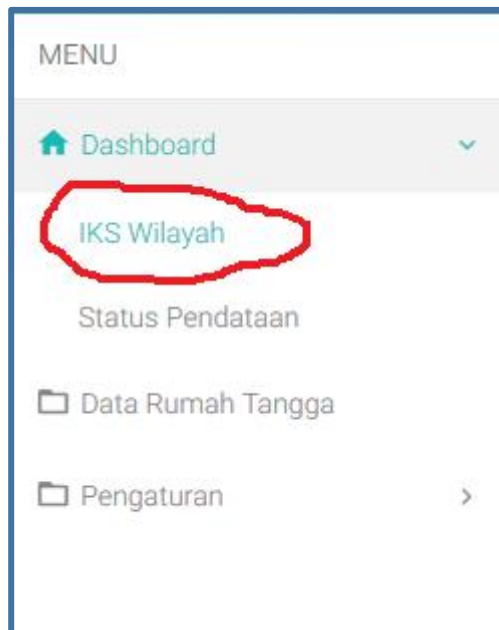 MENU
Dashboard
IKS Wilayah
Status Pendataan
Data Rumah Tangga
Pengaturan